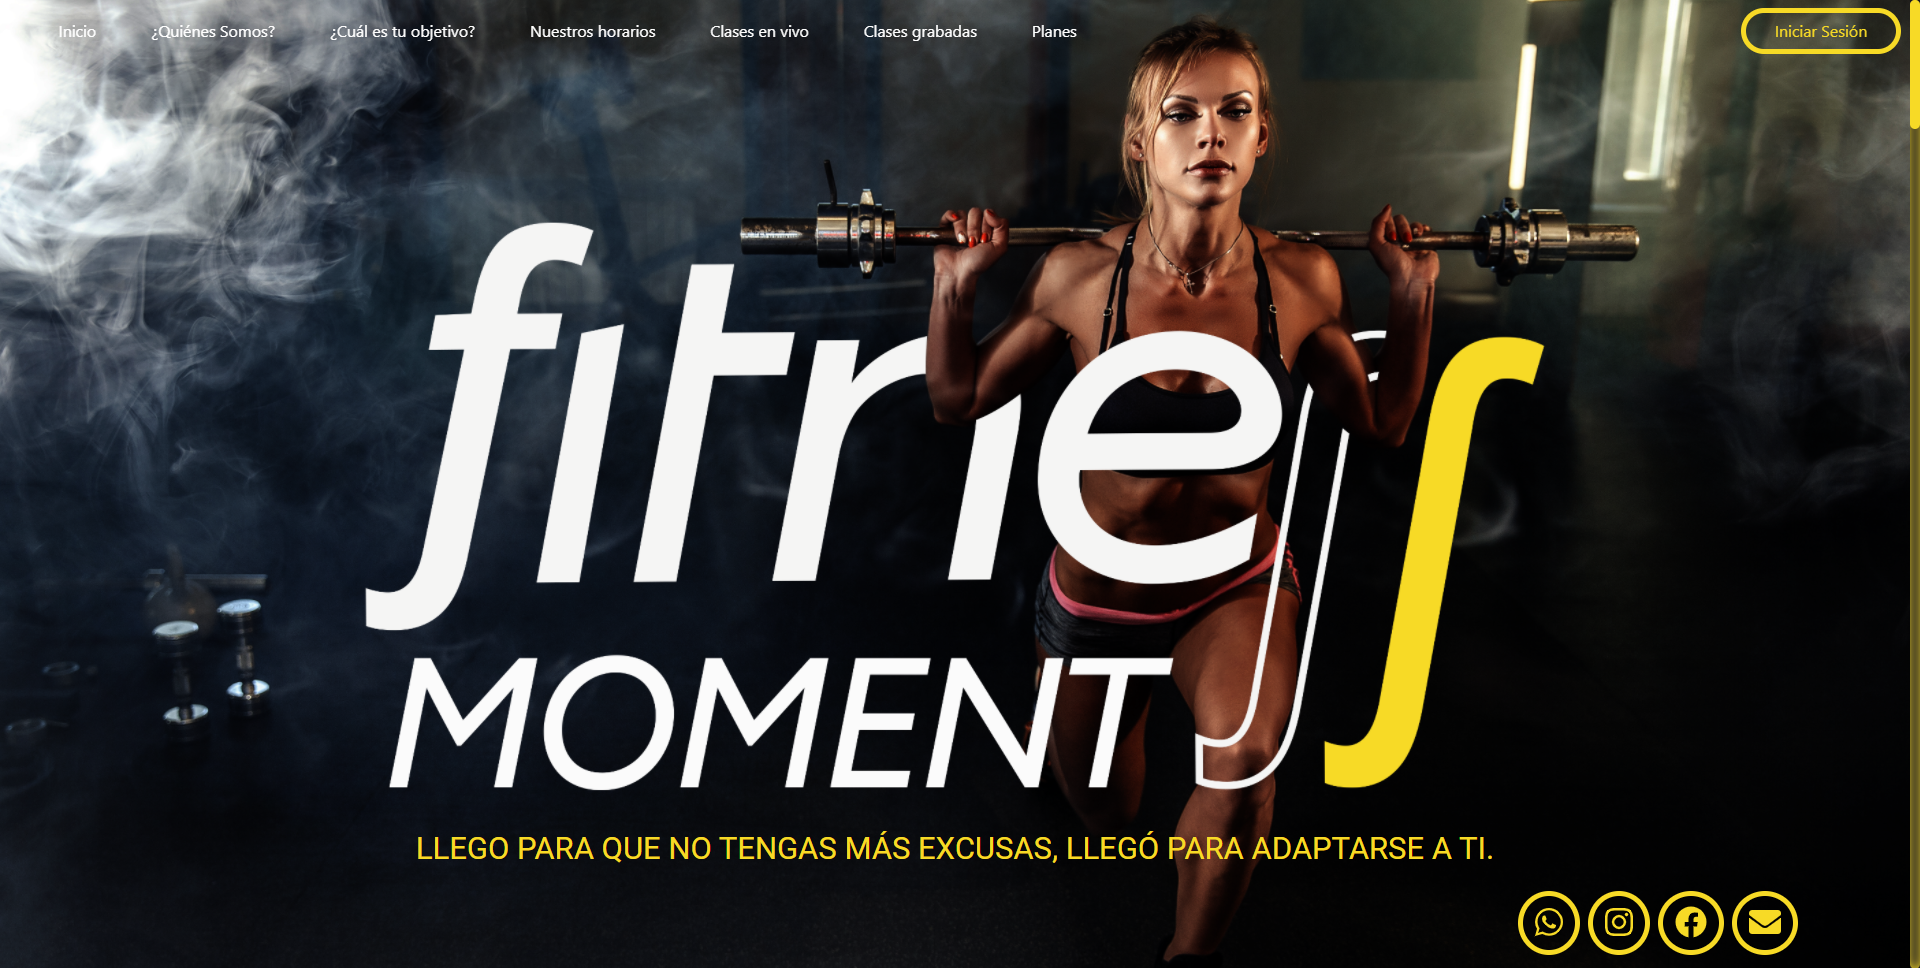 Inicio
¿Quiénes Somos?
¿Cuál es tu objetivo?
Nuestros horarios
Clases en vivo
Clases grabadas
Planes
Iniciar Sesión
fitness
MOMENT
LLEGO PARA QUE NO TENGAS MÁS EXCUSAS, LLEGÓ PARA ADAPTARSE A TI.